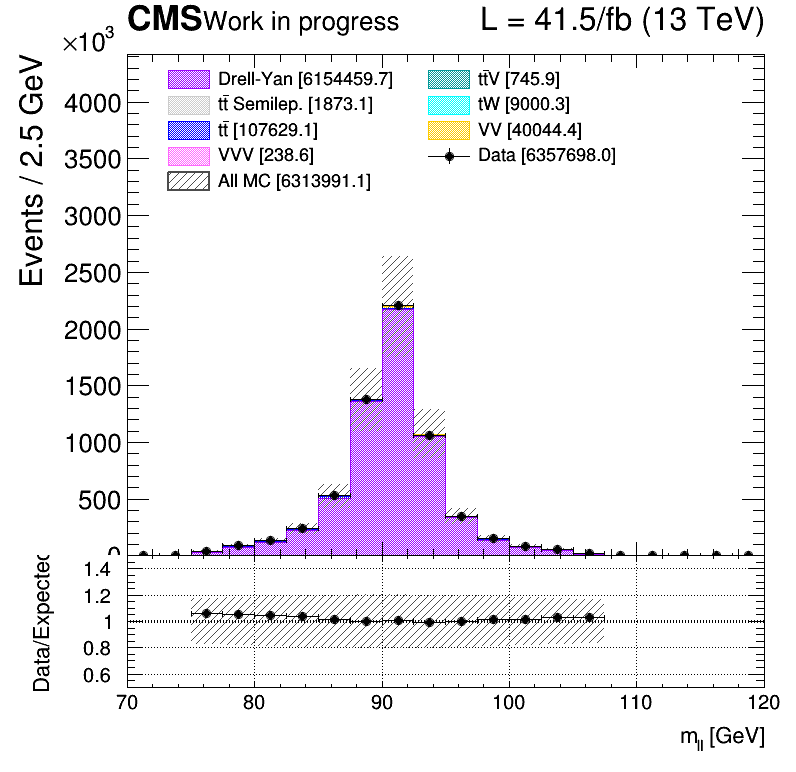 CMS Work in progress L = 41.5/fb (13 TeV)
×10³
Events / 2.5 GeV
Drell-Yan [6154459.7]
tt̄ Semilep. [1873.1]
tt̄ [107629.1]
VVV [238.6]
All MC [6313991.1]
tt̄V [745.9]
tW [9000.3]
VV [40044.4]
Data [6357698.0]
4000
3500
3000
2500
2000
1500
1000
500
0
Data/Expected
1.4
1.2
1
0.8
0.6
70 80 90 100 110 120
m_ll [GeV]